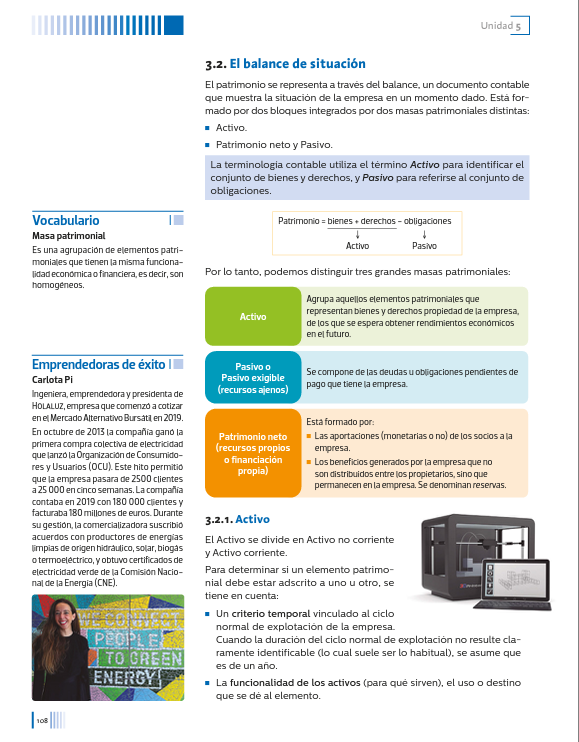 Unidad 5
3.2. El balance de situación
El patrimonio se representa a través del balance, un documento contable
que muestra la situación de la empresa en un momento dado. Está for-
mado por dos bloques integrados por dos masas patrimoniales distintas:
Activo.
Patrimonio neto y Pasivo.
La terminología contable utiliza el término Activo para identificar el
conjunto de bienes y derechos, y Pasivo para referirse al conjunto de
obligaciones.
Patrimonio = bienes + derechos – obligaciones
Activo Pasivo
Por lo tanto, podemos distinguir tres grandes masas patrimoniales:
Activo
Agrupa aquellos elementos patrimoniales que
representan bienes y derechos propiedad de la empresa,
de los que se espera obtener rendimientos económicos
en el futuro.
Pasivo o
Pasivo exigible
(recursos ajenos)
Se compone de las deudas u obligaciones pendientes de
pago que tiene la empresa.
Patrimonio neto
(recursos propios
o financiación
propia)
Está formado por:
Las aportaciones (monetarias o no) de los socios a la
empresa.
Los beneficios generados por la empresa que no
son distribuidos entre los propietarios, sino que
permanecen en la empresa. Se denominan reservas.
3.2.1. Activo
El Activo se divide en Activo no corriente
y Activo corriente.
Para determinar si un elemento patrimo-
nial debe estar adscrito a uno u otro, se
tiene en cuenta:
Un criterio temporal vinculado al ciclo
normal de explotación de la empresa.
Cuando la duración del ciclo normal de explotación no resulte cla-
ramente identificable (lo cual suele ser lo habitual), se asume que
es de un año.
La funcionalidad de los activos (para qué sirven), el uso o destino
que se dé al elemento.
Vocabulario
Masa patrimonial
Es una agrupación de elementos patri-
moniales que tienen la misma funciona-
lidad económica o financiera, es decir, son
homogéneos.
Emprendedoras de éxito
Carlota Pi
Ingeniera, emprendedora y presidenta de
HOLALUZ, empresa que comenzó a cotizar
en el Mercado Alternativo Bursátil en 2019.
En octubre de 2013 la compañía ganó la
primera compra colectiva de electricidad
que lanzó la Organización de Consumido-
res y Usuarios (OCU). Este hito permitió
que la empresa pasara de 2500 clientes
a 25 000 en cinco semanas. La compañía
contaba en 2019 con 180 000 clientes y
facturaba 180 millones de euros. Durante
su gestión, la comercializadora suscribió
acuerdos con productores de energías
limpias de origen hidráulico, solar, biogás
o termoeléctrico, y obtuvo certificados de
electricidad verde de la Comisión Nacio-
nal de la Energía (CNE).
WE CONNECT
PEOPLE
TO GREEN
ENERGY
108